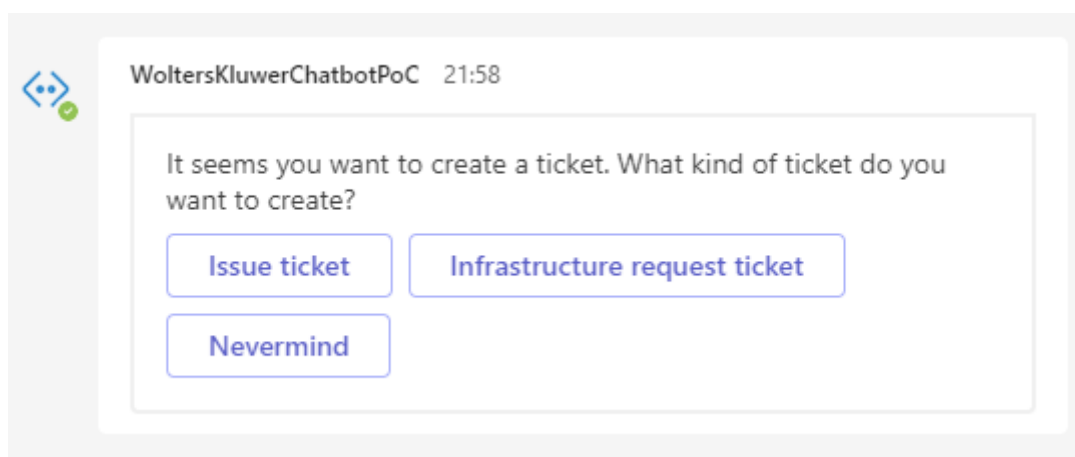 WoltersKluwerChatbotPoC 21:58
It seems you want to create a ticket. What kind of ticket do you
want to create?
Issue ticket Infrastructure request ticket
Nevermind